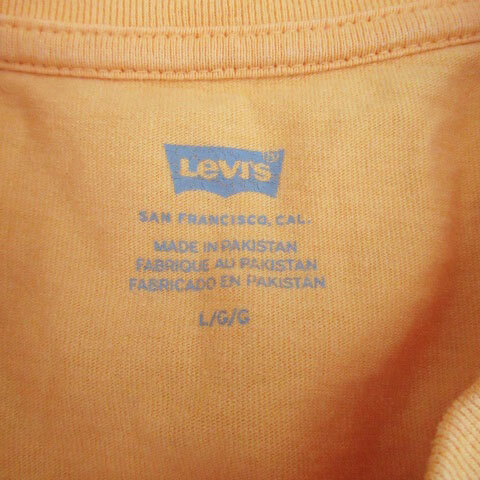 Levi's
SAN FRANCISCO, CAL.
MADE IN PAKISTAN
FABRIQUE AU PAKISTAN
FABRICADO EN PAKISTAN
L/G/G